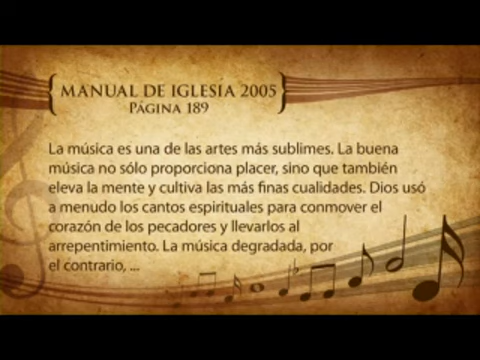 MANUAL DE IGLESIA 2005
PÁGINA 189
La música es una de las artes más sublimes. La buena
música no sólo proporciona placer, sino que también
eleva la mente y cultiva las más finas cualidades. Dios usó
a menudo los cantos espirituales para conmover el
corazón de los pecadores y llevarlos al
arrepentimiento. La música degradada, por
el contrario, ...